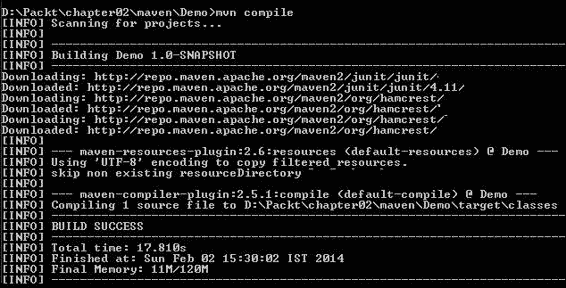 D:\Packt\chapter02\maven\Demo>mvn compile
[INFO] Scanning for projects...
[INFO]
[INFO] ------------------------------------------------------------------------
[INFO] Building Demo 1.0-SNAPSHOT
[INFO] ------------------------------------------------------------------------
Downloading: http://repo.maven.apache.org/maven2/junit/junit/
Downloaded: http://repo.maven.apache.org/maven2/junit/junit/4.11/
Downloading: http://repo.maven.apache.org/maven2/org/hamcrest/
Downloaded: http://repo.maven.apache.org/maven2/org/hamcrest/
Downloading: http://repo.maven.apache.org/maven2/org/hamcrest/
Downloaded: http://repo.maven.apache.org/maven2/org/hamcrest/
[INFO]
[INFO] --- maven-resources-plugin:2.6:resources (default-resources) @ Demo ---
[INFO] Using 'UTF-8' encoding to copy filtered resources.
[INFO] skip non existing resourceDirectory
[INFO]
[INFO] --- maven-compiler-plugin:2.5.1:compile (default-compile) @ Demo ---
[INFO] Compiling 1 source file to D:\Packt\chapter02\maven\Demo\target\classes
[INFO] ------------------------------------------------------------------------
[INFO] BUILD SUCCESS
[INFO] ------------------------------------------------------------------------
[INFO] Total time: 17.810s
[INFO] Finished at: Sun Feb 02 15:30:02 IST 2014
[INFO] Final Memory: 11M/120M
[INFO] ------------------------------------------------------------------------